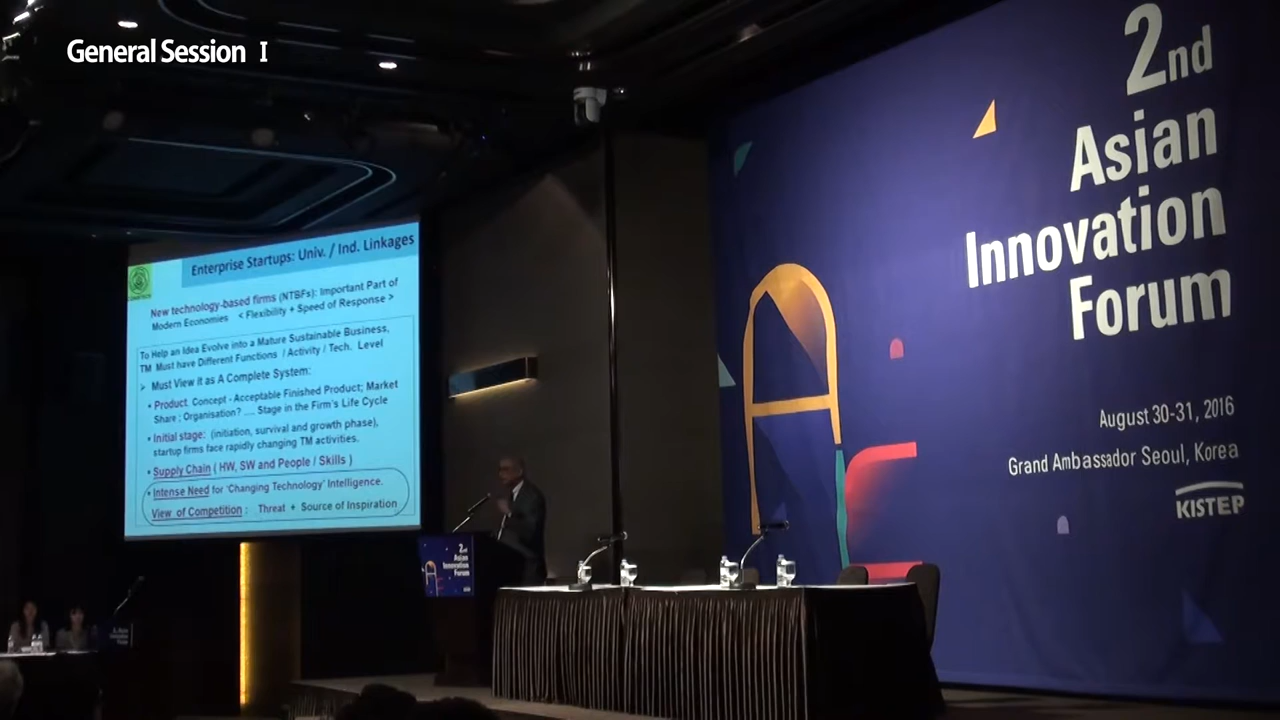 General Session I
Enterprise Startups: Univ. / Ind. Linkages
New technology-based firms (NTBFs): Important Part of
Modern Economies < Flexibility + Speed of Response >
To Help an Idea Evolve into a Mature Sustainable Business,
TM Must have Different Functions / Activity / Tech. Level
➢ Must View it as A Complete System:
• Product. Concept - Acceptable Finished Product; Market
Share ; Organisation? .... Stage in the Firm's Life Cycle
• Initial stage: (initiation, survival and growth phase),
startup firms face rapidly changing TM activities.
• Supply Chain ( HW, SW and People / Skills )
• Intense Need for 'Changing Technology' Intelligence.
View of Competition : Threat + Source of Inspiration
2nd
Asian
Innovation
Forum
2nd
Asian
Innovation
Forum
August 30-31, 2016
Grand Ambassador Seoul, Korea
KISTEP